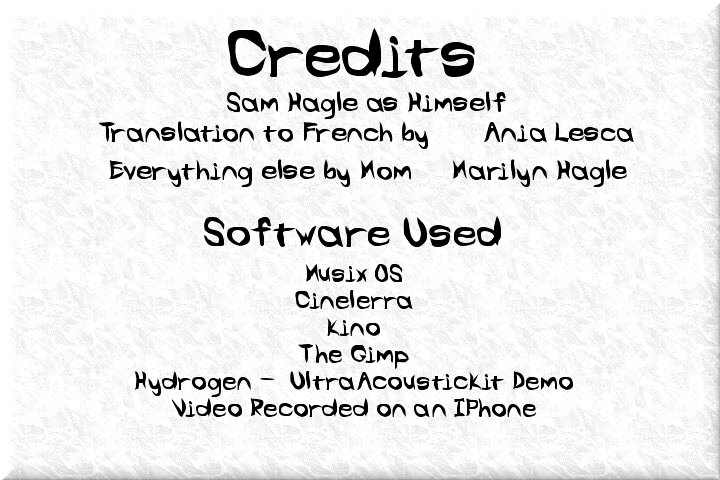 Credits
Sam Hagle as Himself
Translation to French by Ania Lesca
Everything else by Mom Marilyn Hagle
Software Used
Musix OS
Cinelerra
Kino
The Gimp
Hydrogen - UltraAcousticKit Demo
Video Recorded on an IPhone